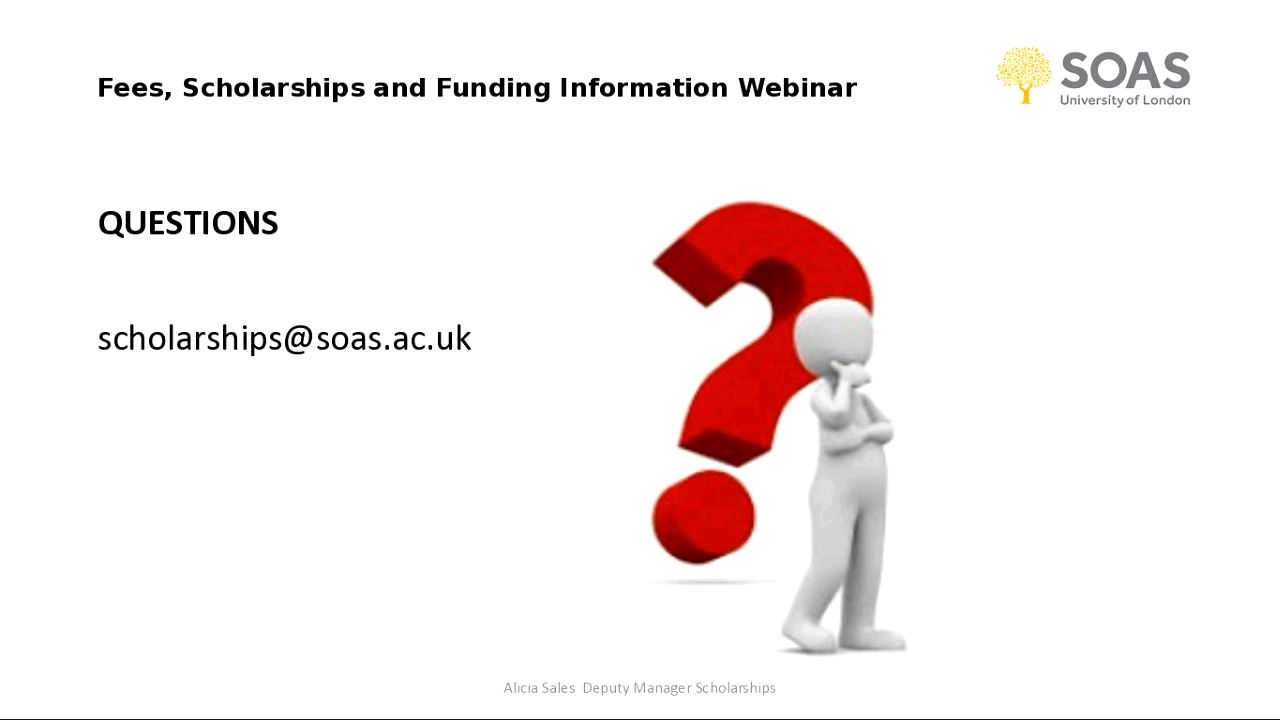 Fees, Scholarships and Funding Information Webinar
SOAS
University of London
QUESTIONS
scholarships@soas.ac.uk
Alicia Sales  Deputy Manager Scholarships